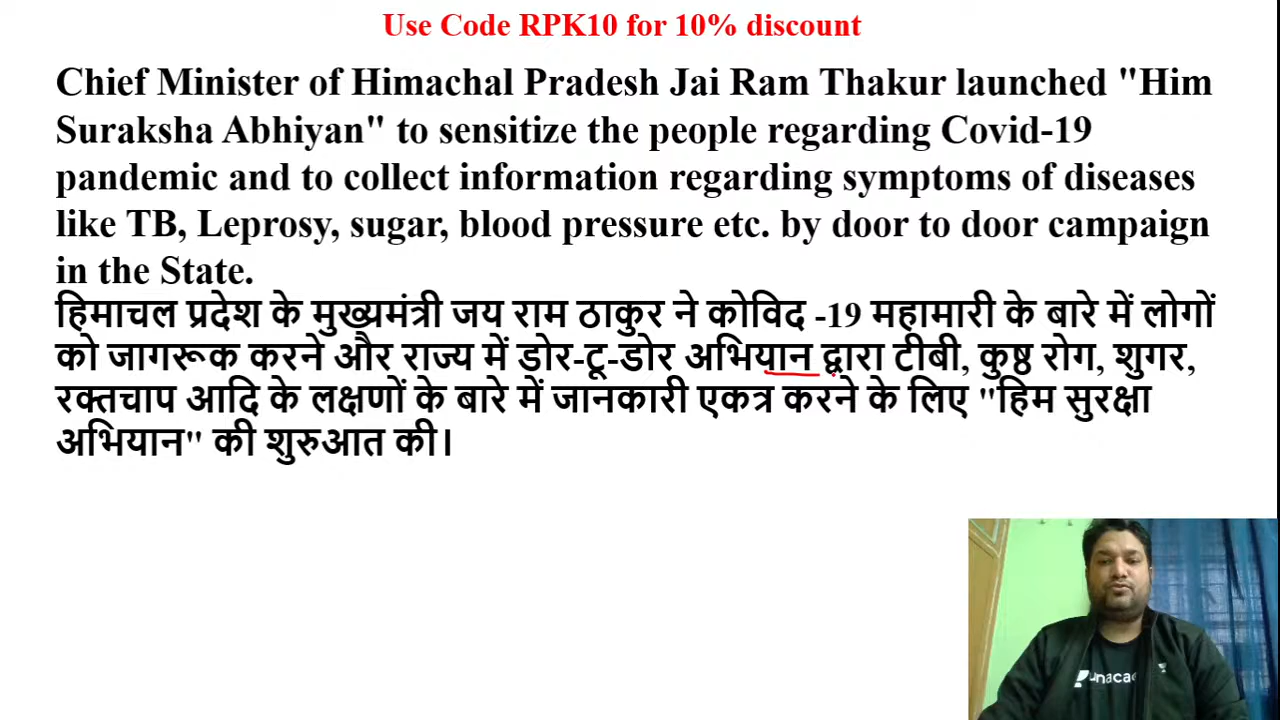 Use Code RPK10 for 10% discount
Chief Minister of Himachal Pradesh Jai Ram Thakur launched "Him
Suraksha Abhiyan" to sensitize the people regarding Covid-19
pandemic and to collect information regarding symptoms of diseases
like TB, Leprosy, sugar, blood pressure etc. by door to door campaign
in the State.
हिमाचल प्रदेश के मुख्यमंत्री जय राम ठाकुर ने कोविद -19 महामारी के बारे में लोगों
को जागरूक करने और राज्य में डोर-टू-डोर अभियान द्वारा टीबी, कुष्ठ रोग, शुगर,
रक्तचाप आदि के लक्षणों के बारे में जानकारी एकत्र करने के लिए "हिम सुरक्षा
अभियान" की शुरुआत की।